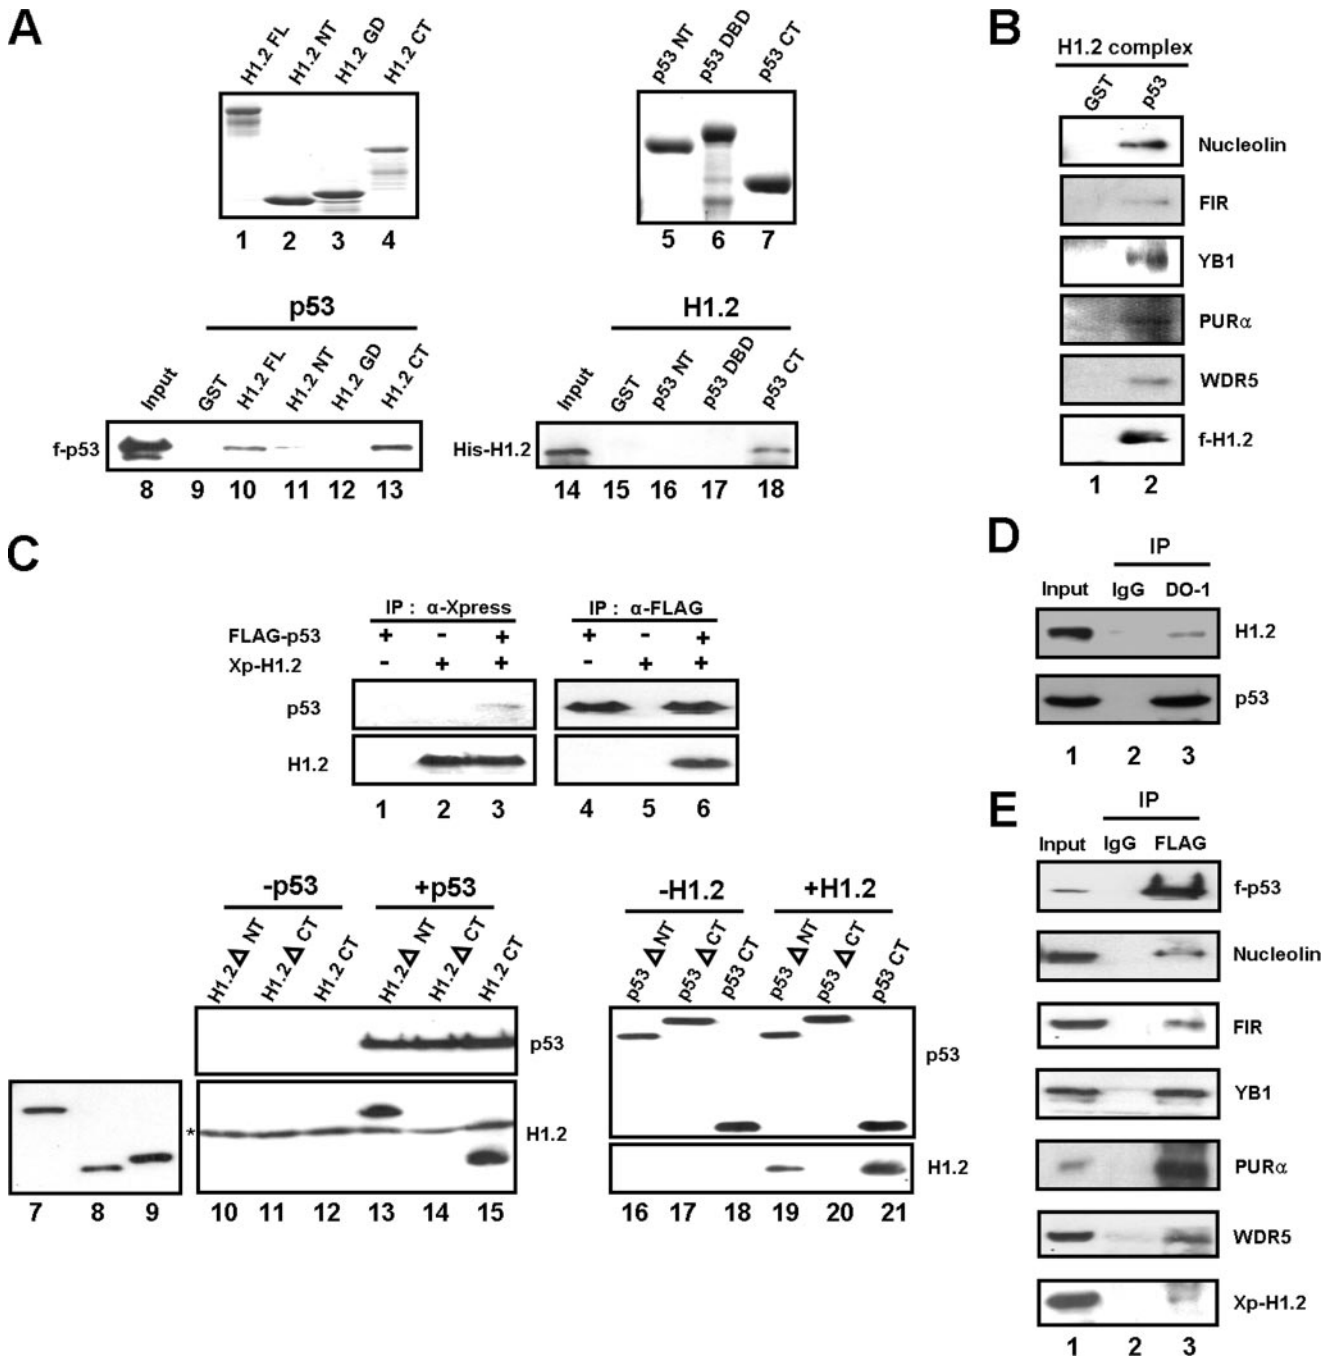 A
H1.2 FL
H1.2 NT
H1.2 GD
H1.2 CT
p53 NT
p53 DBD
p53 CT
1 2 3 4
5 6 7
p53
Input
GST
H1.2 FL
H1.2 NT
H1.2 GD
H1.2 CT
f-p53
8 9 10 11 12 13
H1.2
Input
GST
p53 NT
p53 DBD
p53 CT
His-H1.2
14 15 16 17 18
B
H1.2 complex
GST
p53
Nucleolin
FIR
YB1
PURα
WDR5
f-H1.2
1 2
C
IP : α-Xpress
IP : α-FLAG
FLAG-p53 + - + + - +
Xp-H1.2 - + + - + +
p53
H1.2
1 2 3 4 5 6
-p53
+p53
H1.2 Δ NT
H1.2 Δ CT
H1.2 CT
H1.2 Δ NT
H1.2 Δ CT
H1.2 CT
p53
*
H1.2
7 8 9 10 11 12 13 14 15
-H1.2
+H1.2
p53 Δ NT
p53 Δ CT
p53 CT
p53 Δ NT
p53 Δ CT
p53 CT
p53
H1.2
16 17 18 19 20 21
D
IP
Input IgG DO-1
H1.2
p53
1 2 3
E
IP
Input IgG FLAG
f-p53
Nucleolin
FIR
YB1
PURα
WDR5
Xp-H1.2
1 2 3